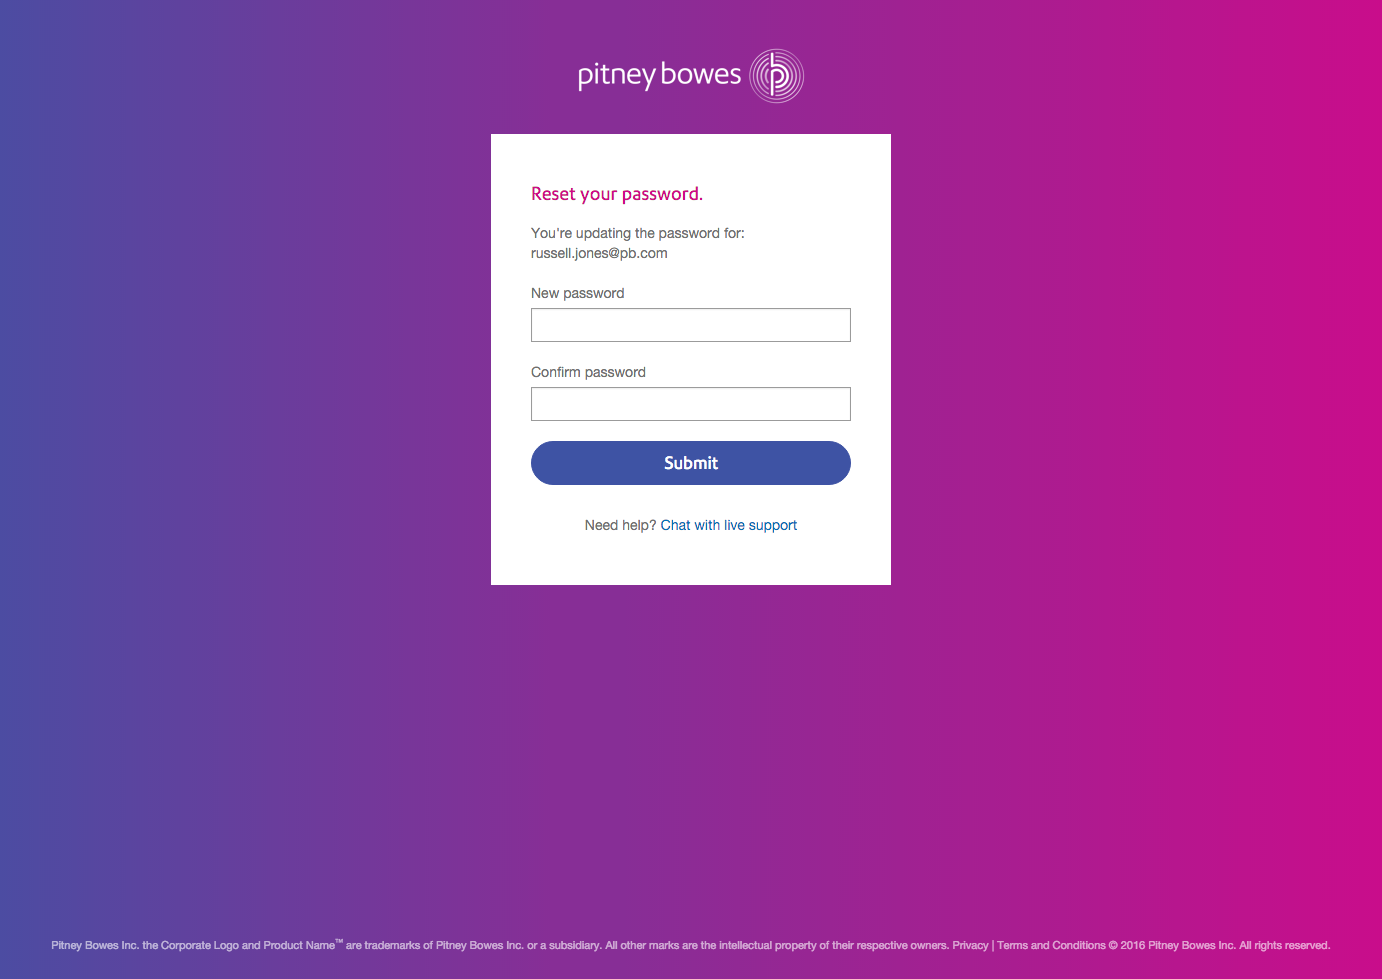 pitney bowes
Reset your password.
You're updating the password for:
russell.jones@pb.com
New password
Confirm password
Submit
Need help? Chat with live support
Pitney Bowes Inc. the Corporate Logo and Product Name™ are trademarks of Pitney Bowes Inc. or a subsidiary. All other marks are the intellectual property of their respective owners. Privacy | Terms and Conditions © 2016 Pitney Bowes Inc. All rights reserved.